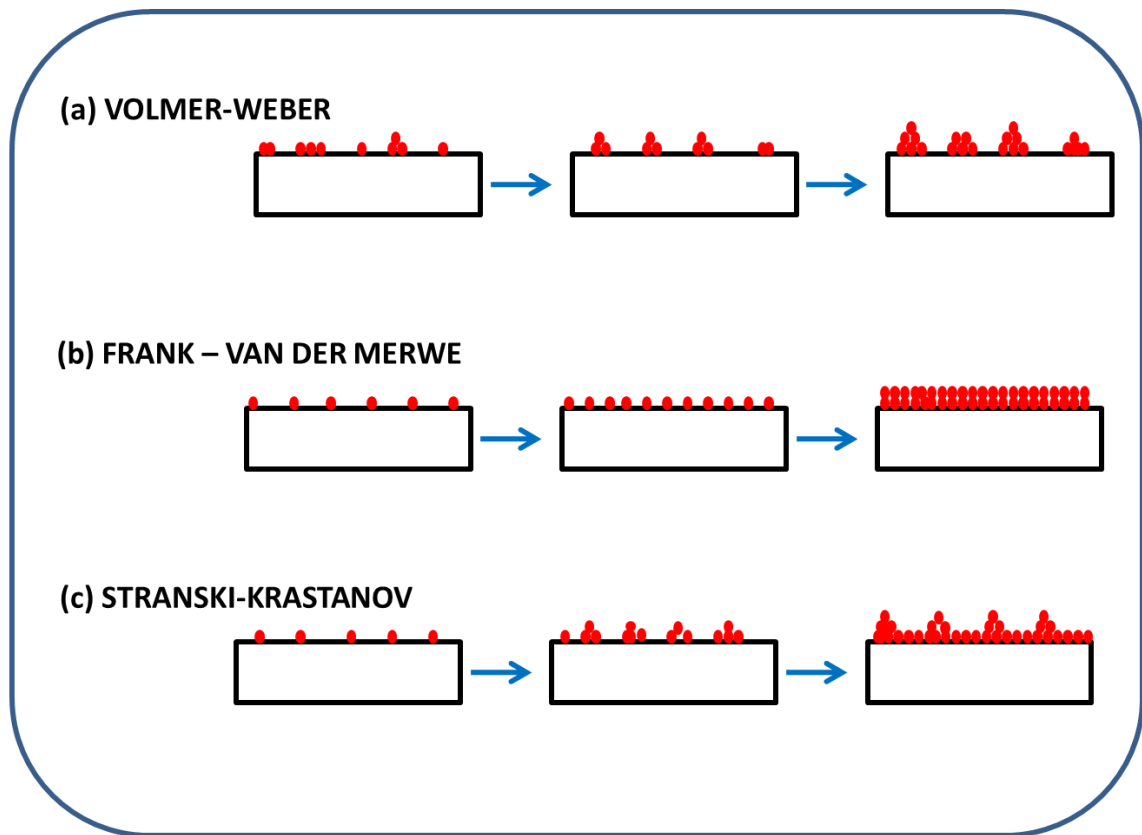 (a) VOLMER-WEBER
(b) FRANK – VAN DER MERWE
(c) STRANSKI-KRASTANOV